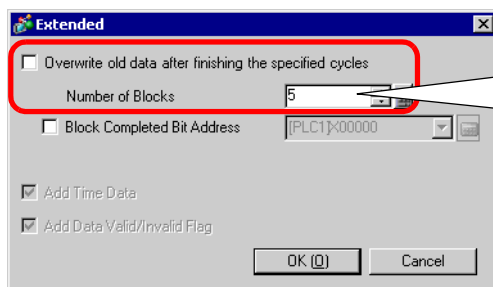 Extended
Overwrite old data after finishing the specified cycles
Number of Blocks 5
Block Completed Bit Address [PLC1]X00000
Add Time Data
Add Data Valid/Invalid Flag
OK (O) Cancel